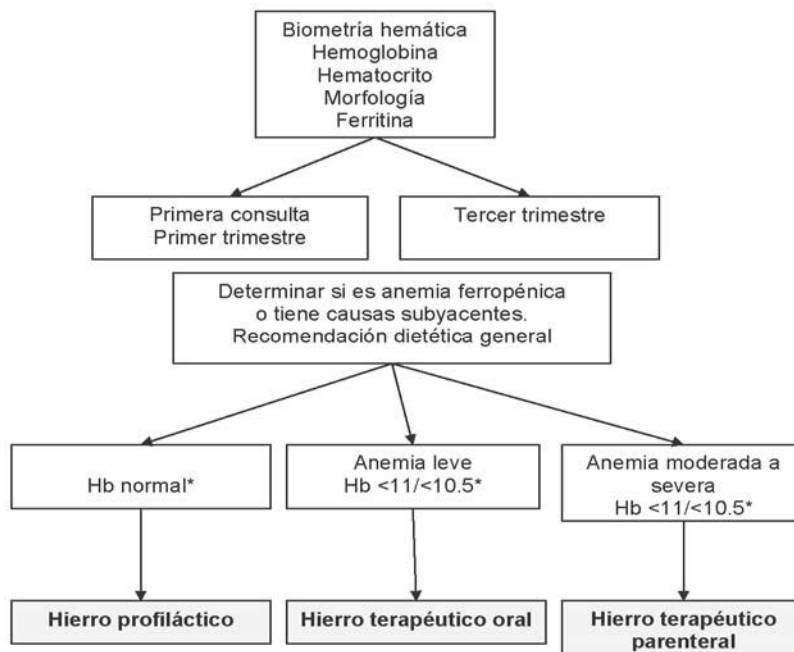 Biometría hemática
Hemoglobina
Hematocrito
Morfología
Ferritina
Primera consulta
Primer trimestre
Tercer trimestre
Determinar si es anemia ferropénica
o tiene causas subyacentes.
Recomendación dietética general
Hb normal*
Anemia leve
Hb <11/<10.5*
Anemia moderada a
severa
Hb <11/<10.5*
Hierro profiláctico
Hierro terapéutico oral
Hierro terapéutico
parenteral